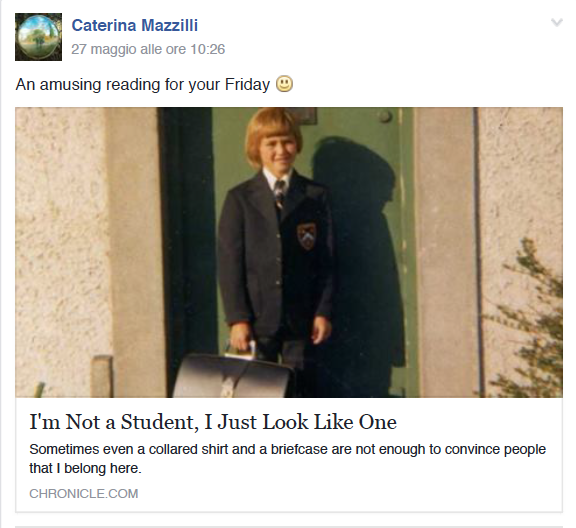 Caterina Mazzilli
27 maggio alle ore 10:26
An amusing reading for your Friday
I'm Not a Student, I Just Look Like One
Sometimes even a collared shirt and a briefcase are not enough to convince people
that I belong here.
CHRONICLE.COM